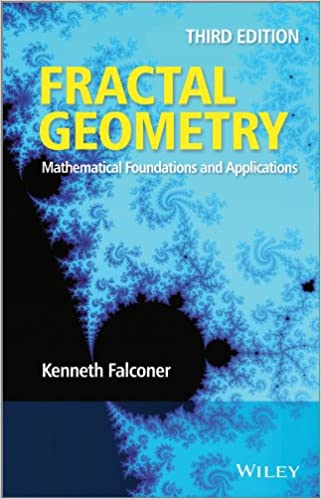 THIRD EDITION
FRACTAL
GEOMETRY
Mathematical Foundations and Applications
Kenneth Falconer
WILEY